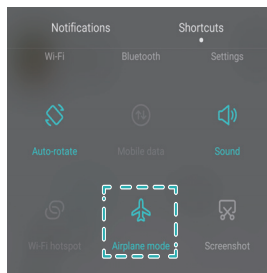 Notifications Shortcuts
Wi-Fi Bluetooth Settings
Auto-rotate Mobile data Sound
Wi-Fi hotspot Airplane mode Screenshot